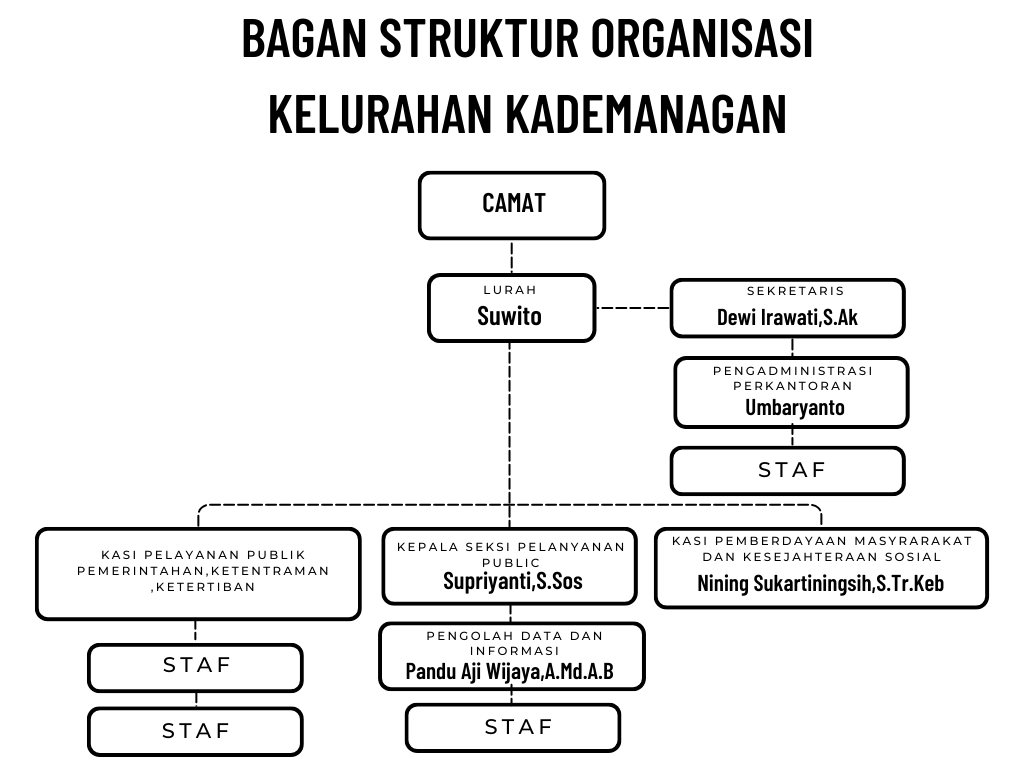 BAGAN STRUKTUR ORGANISASI
KELURAHAN KADEMANAGAN
CAMAT
LURAH
Suwito
SEKRETARIS
Dewi Irawati,S.Ak
PENGADMINISTRASI
PERKANTORAN
Umbaryanto
STAF
KASI PELAYANAN PUBLIK
PEMERINTAHAN,KETENTRAMAN
,KETERTIBAN
STAF
STAF
KEPALA SEKSI PELANYANAN
PUBLIC
Supriyanti,S.Sos
PENGOLAH DATA DAN
INFORMASI
Pandu Aji Wijaya,A.Md.A.B
STAF
KASI PEMBERDAYAAN MASYRARAKAT
DAN KESEJAHTERAAN SOSIAL
Nining Sukartiningsih,S.Tr.Keb